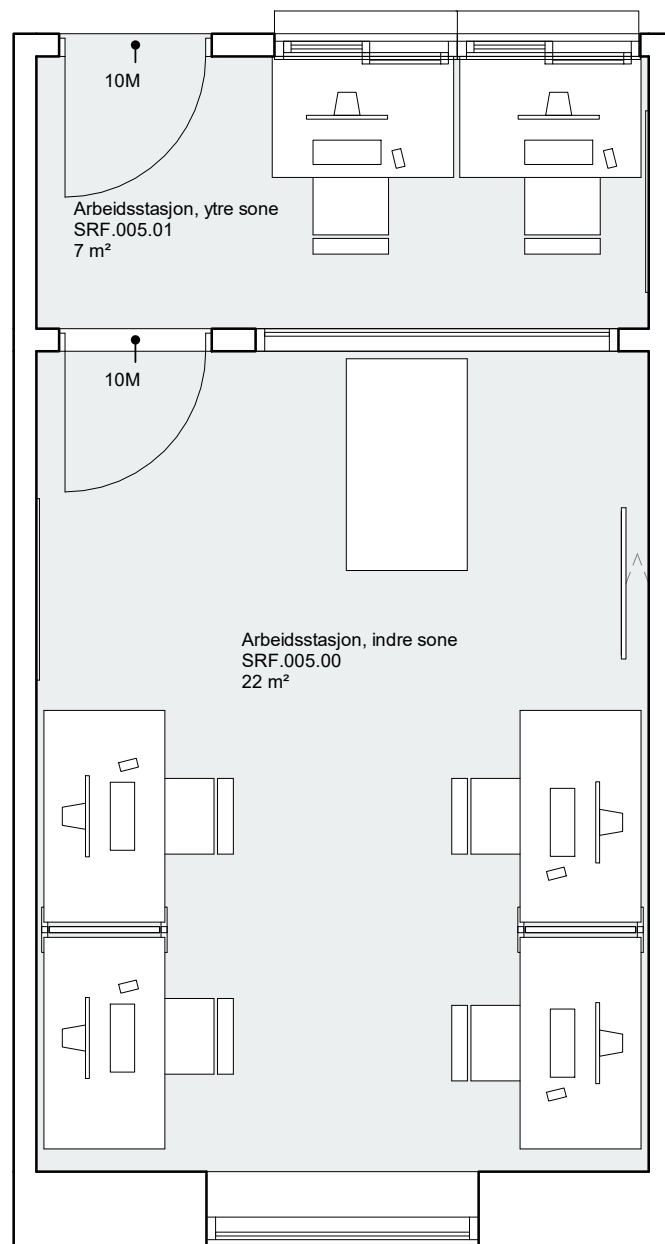 10M
Arbeidsstasjon, ytre sone
SRF.005.01
7 m²
10M
Arbeidsstasjon, indre sone
SRF.005.00
22 m²